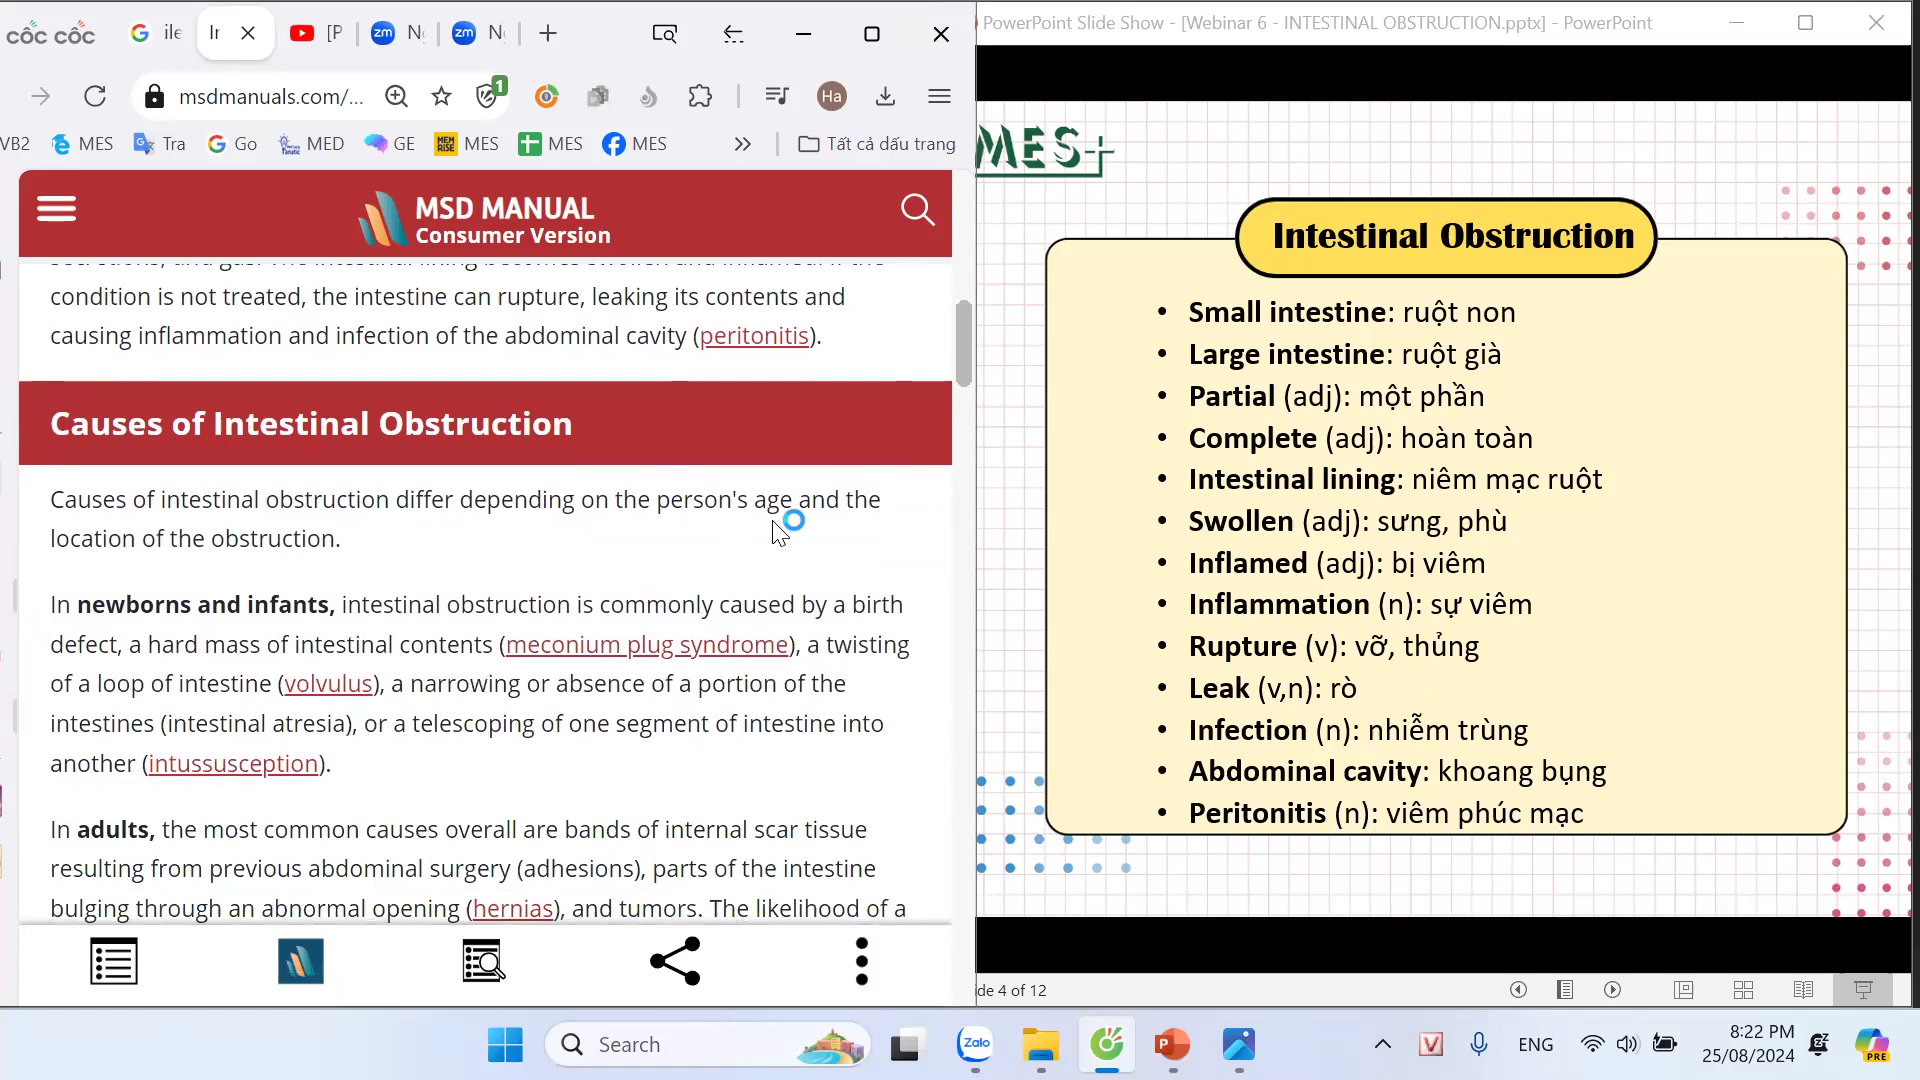 cốc cốc
ile
Ir
[P
zm
N
zm
N
PowerPoint Slide Show - [Webinar 6 - INTESTINAL OBSTRUCTION.pptx] - PowerPoint
msdmanuals.com/...
1
Ha
VB2
MES
Tra
Go
MED
GE
MEM RISE
MES
MES
MES
Tất cả dấu trang
MES+
MSD MANUAL
Consumer Version
condition is not treated, the intestine can rupture, leaking its contents and
causing inflammation and infection of the abdominal cavity (peritonitis).
Causes of Intestinal Obstruction
Causes of intestinal obstruction differ depending on the person's age and the
location of the obstruction.
In newborns and infants, intestinal obstruction is commonly caused by a birth
defect, a hard mass of intestinal contents (meconium plug syndrome), a twisting
of a loop of intestine (volvulus), a narrowing or absence of a portion of the
intestines (intestinal atresia), or a telescoping of one segment of intestine into
another (intussusception).
In adults, the most common causes overall are bands of internal scar tissue
resulting from previous abdominal surgery (adhesions), parts of the intestine
bulging through an abnormal opening (hernias), and tumors. The likelihood of a
Intestinal Obstruction
• Small intestine: ruột non
• Large intestine: ruột già
• Partial (adj): một phần
• Complete (adj): hoàn toàn
• Intestinal lining: niêm mạc ruột
• Swollen (adj): sưng, phù
• Inflamed (adj): bị viêm
• Inflammation (n): sự viêm
• Rupture (v): vỡ, thủng
• Leak (v,n): rò
• Infection (n): nhiễm trùng
• Abdominal cavity: khoang bụng
• Peritonitis (n): viêm phúc mạc
de 4 of 12
Search
Zalo
P
V
ENG
8:22 PM
25/08/2024
PRE